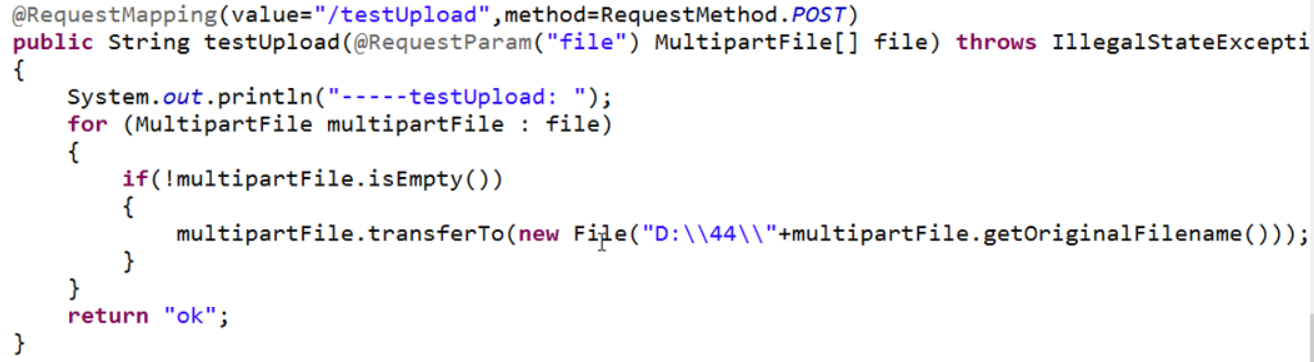 @RequestMapping(value="/testUpload",method=RequestMethod.POST)
public String testUpload(@RequestParam("file") MultipartFile[] file) throws IllegalStateExcepti
{
System.out.println("-----testUpload: ");
for (MultipartFile multipartFile : file)
{
if(!multipartFile.isEmpty())
{
multipartFile.transferTo(new File("D:\\44\\"+multipartFile.getOriginalFilename()));
}
}
return "ok";
}